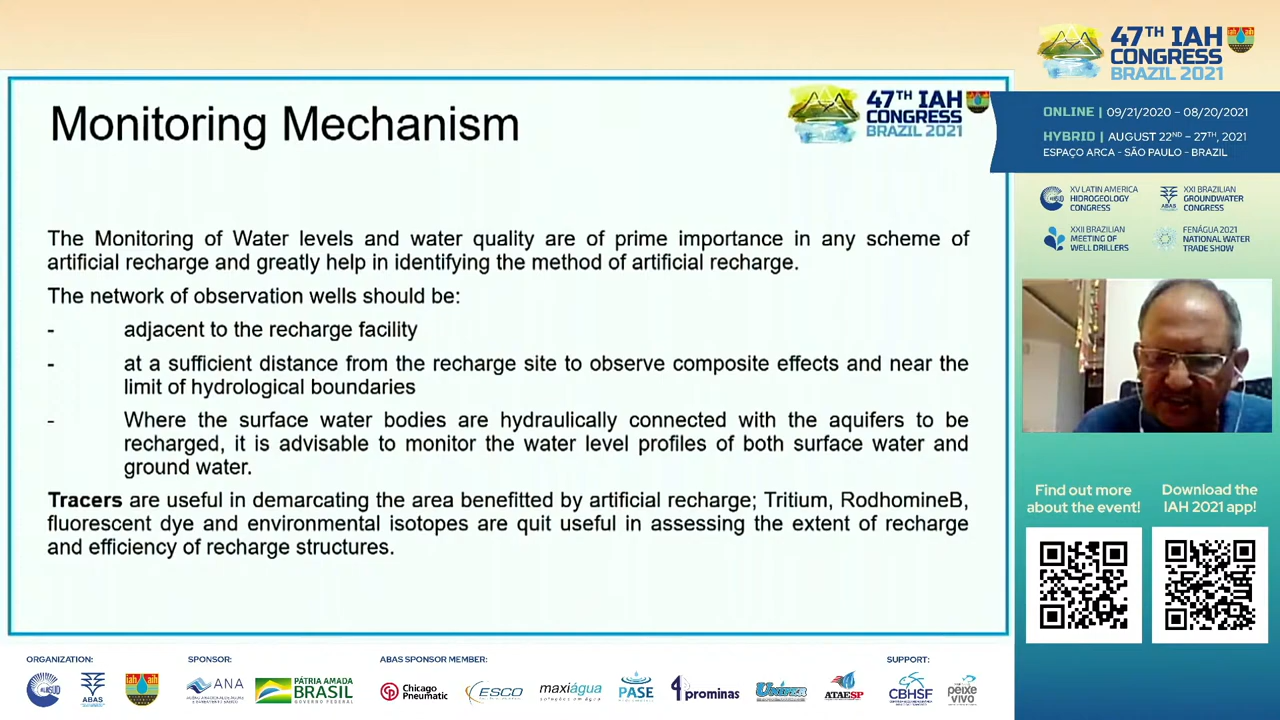 Monitoring Mechanism
47TH IAH
CONGRESS
BRAZIL 2021
The Monitoring of Water levels and water quality are of prime importance in any scheme of
artificial recharge and greatly help in identifying the method of artificial recharge.
The network of observation wells should be:
- adjacent to the recharge facility
- at a sufficient distance from the recharge site to observe composite effects and near the
limit of hydrological boundaries
- Where the surface water bodies are hydraulically connected with the aquifers to be
recharged, it is advisable to monitor the water level profiles of both surface water and
ground water.
Tracers are useful in demarcating the area benefitted by artificial recharge; Tritium, RodhomineB,
fluorescent dye and environmental isotopes are quit useful in assessing the extent of recharge
and efficiency of recharge structures.
47TH IAH
CONGRESS
BRAZIL 2021
ONLINE | 09/21/2020 – 08/20/2021
HYBRID | AUGUST 22ND – 27TH, 2021
ESPAÇO ARCA - SÃO PAULO - BRAZIL
XV LATIN AMERICA
HIDROGEOLOGY
CONGRESS
XXI BRAZILIAN
GROUNDWATER
CONGRESS
XXII BRAZILIAN
MEETING OF
WELL DRILLERS
FENÁGUA 2021
NATIONAL WATER
TRADE SHOW
Find out more
about the event!
Download the
IAH 2021 app!
ORGANIZATION:
ABAS
SPONSOR:
ANA
PÁTRIA AMADA
BRASIL
GOVERNO FEDERAL
ABAS SPONSOR MEMBER:
Chicago
Pneumatic
ESCO
maxiágua
soluções em água
PASE
prominas
ATAESP
SUPPORT:
CBHSF
peixe
vivo